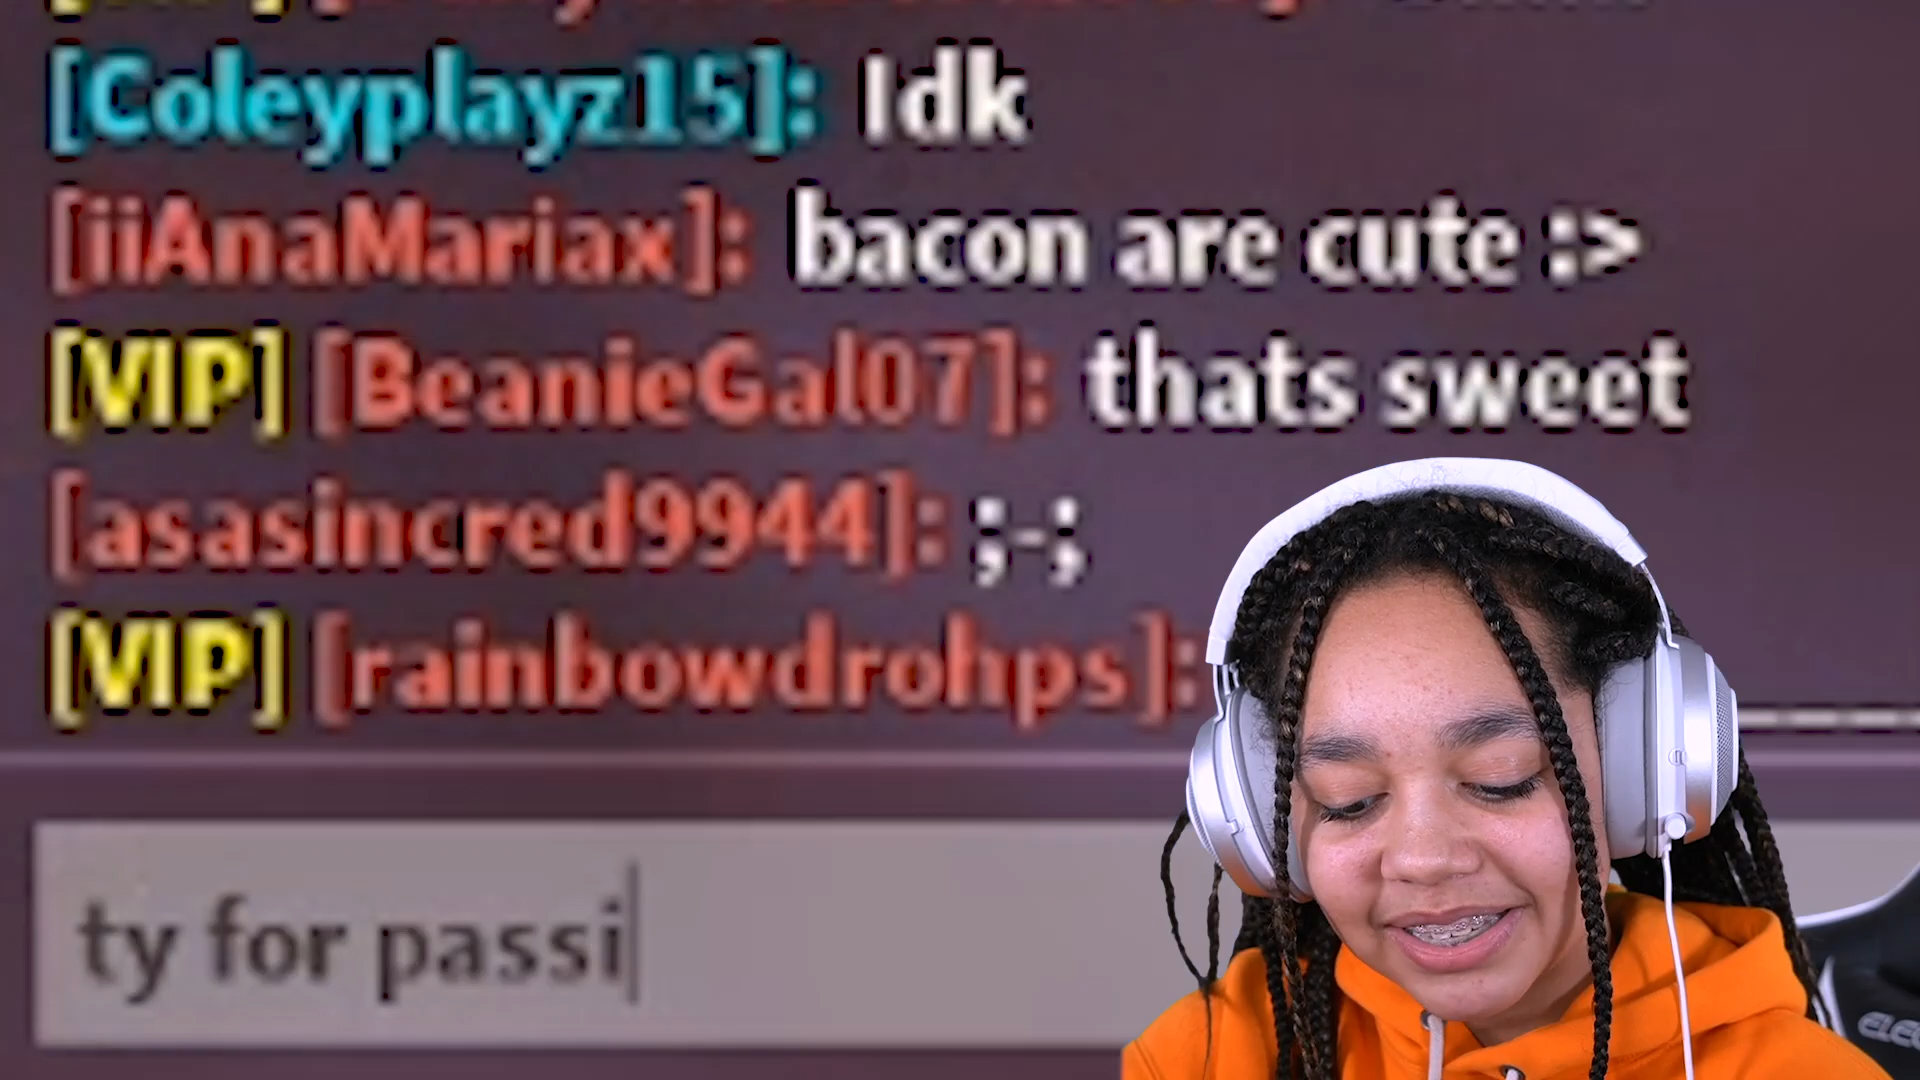 [Coleyplayz15]: Idk
[iiAnaMariax]: bacon are cute :>
[VIP] [BeanieGal07]: thats sweet
[asasincred9944]: ;-;
[VIP] [rainbowdrohps]:
ty for passi